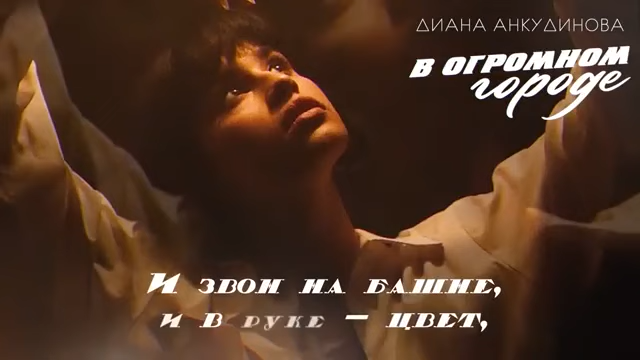 ДИАНА АНКУДИНОВА
В ОГРОМНОМ
городе
И ЗВОН НА БАШНЕ,
И В РУКЕ — ЦВЕТ,